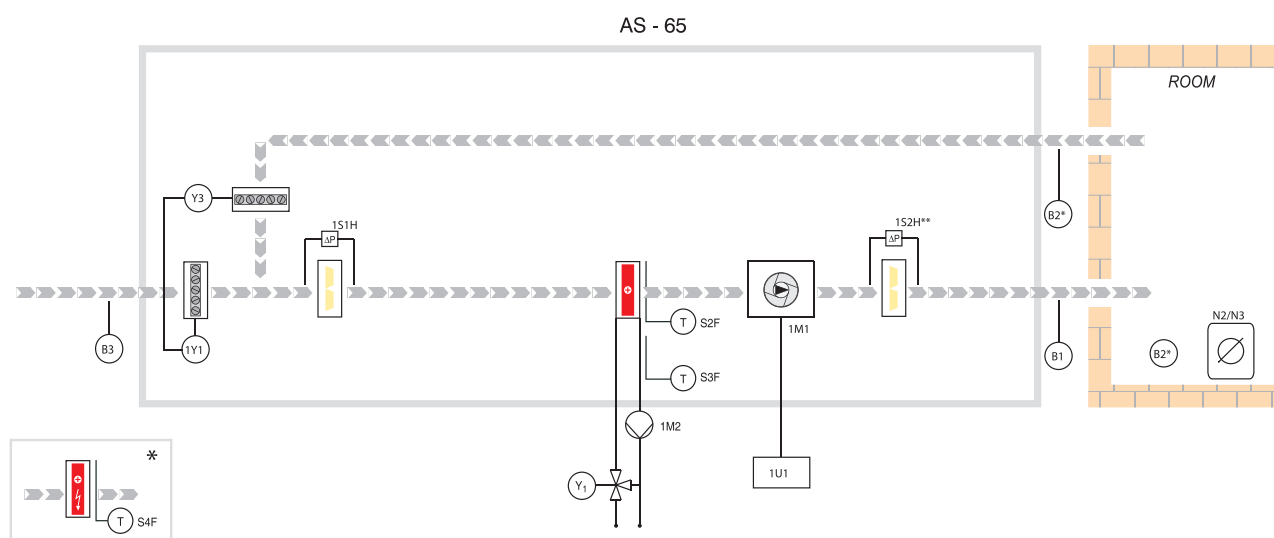 AS - 65
ROOM
Y3
B2*
1S1H
ΔP
1S2H**
ΔP
B3
1Y1
T S2F
1M1
B1
B2*
N2/N3
T S3F
1M2
1U1
Y1
*
T S4F